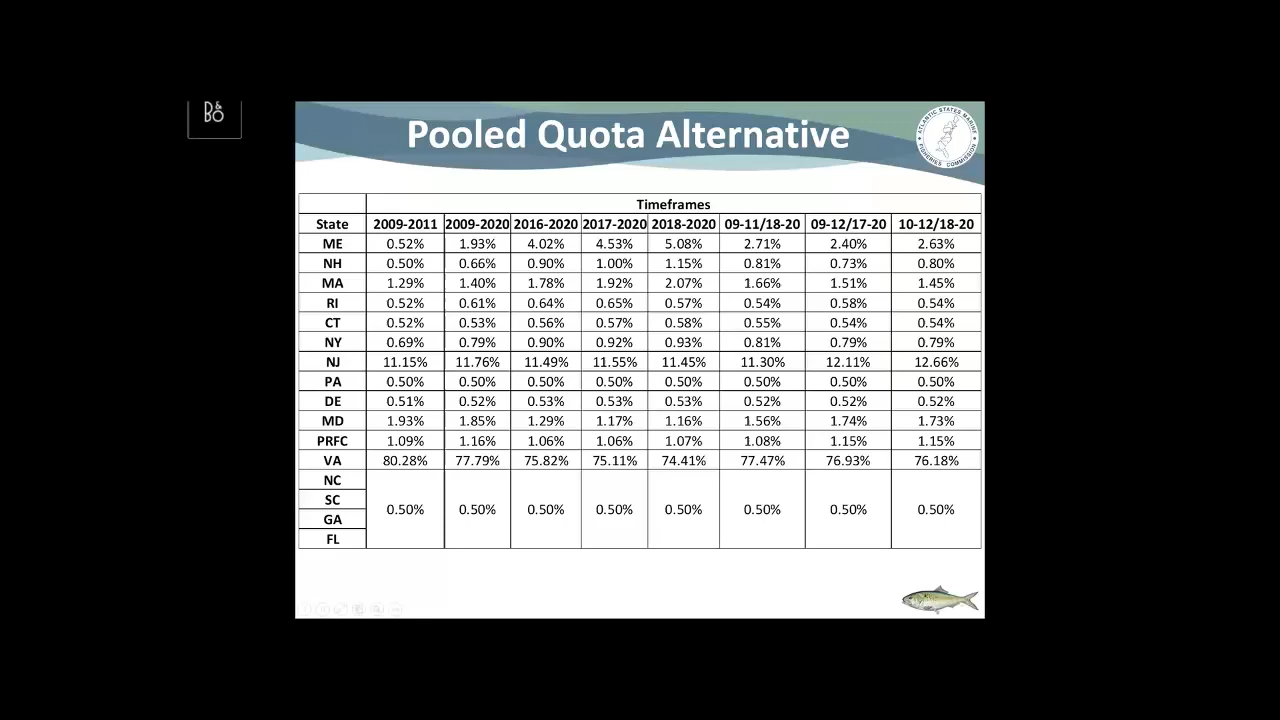 B&
BO
Pooled Quota Alternative
ATLANTIC STATES MARINE
FISHERIES COMMISSION
Timeframes
State 2009-2011 2009-2020 2016-2020 2017-2020 2018-2020 09-11/18-20 09-12/17-20 10-12/18-20
ME 0.52% 1.93% 4.02% 4.53% 5.08% 2.71% 2.40% 2.63%
NH 0.50% 0.66% 0.90% 1.00% 1.15% 0.81% 0.73% 0.80%
MA 1.29% 1.40% 1.78% 1.92% 2.07% 1.66% 1.51% 1.45%
RI 0.52% 0.61% 0.64% 0.65% 0.57% 0.54% 0.58% 0.54%
CT 0.52% 0.53% 0.56% 0.57% 0.58% 0.55% 0.54% 0.54%
NY 0.69% 0.79% 0.90% 0.92% 0.93% 0.81% 0.79% 0.79%
NJ 11.15% 11.76% 11.49% 11.55% 11.45% 11.30% 12.11% 12.66%
PA 0.50% 0.50% 0.50% 0.50% 0.50% 0.50% 0.50% 0.50%
DE 0.51% 0.52% 0.53% 0.53% 0.53% 0.52% 0.52% 0.52%
MD 1.93% 1.85% 1.29% 1.17% 1.16% 1.56% 1.74% 1.73%
PRFC 1.09% 1.16% 1.06% 1.06% 1.07% 1.08% 1.15% 1.15%
VA 80.28% 77.79% 75.82% 75.11% 74.41% 77.47% 76.93% 76.18%
NC
SC
0.50% 0.50% 0.50% 0.50% 0.50% 0.50% 0.50% 0.50%
GA
FL